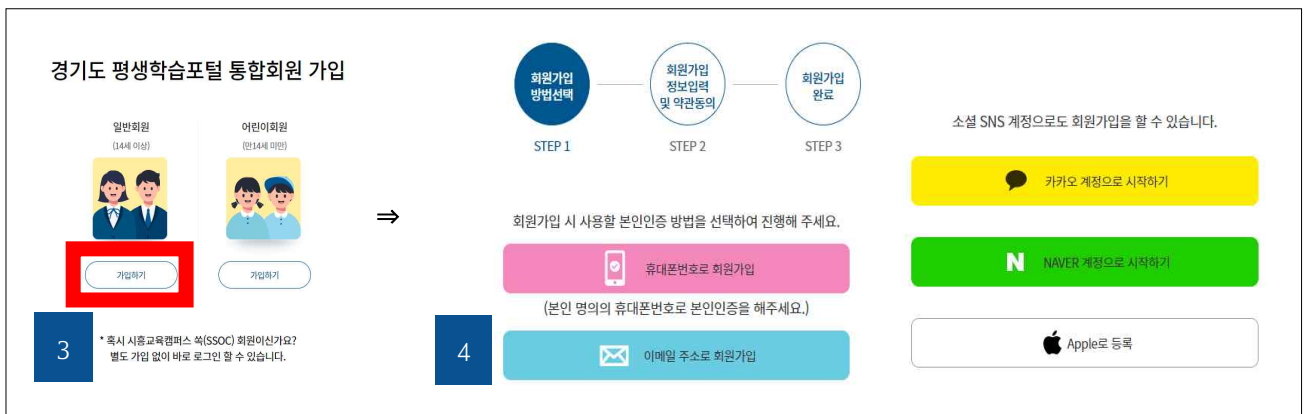 경기도 평생학습포털 통합회원 가입
일반회원
(14세 이상)
가입하기
어린이회원
(만14세 미만)
가입하기
3
* 혹시 시흥교육캠퍼스 쏙(SSOC) 회원이신가요?
별도 가입 없이 바로 로그인 할 수 있습니다.
⇒
회원가입
방법선택
STEP 1
회원가입
정보입력
및 약관동의
STEP 2
회원가입
완료
STEP 3
회원가입 시 사용할 본인인증 방법을 선택하여 진행해 주세요.
휴대폰번호로 회원가입
(본인 명의의 휴대폰번호로 본인인증을 해주세요.)
4
이메일 주소로 회원가입
소셜 SNS 계정으로도 회원가입을 할 수 있습니다.
카카오 계정으로 시작하기
N NAVER 계정으로 시작하기
Apple로 등록